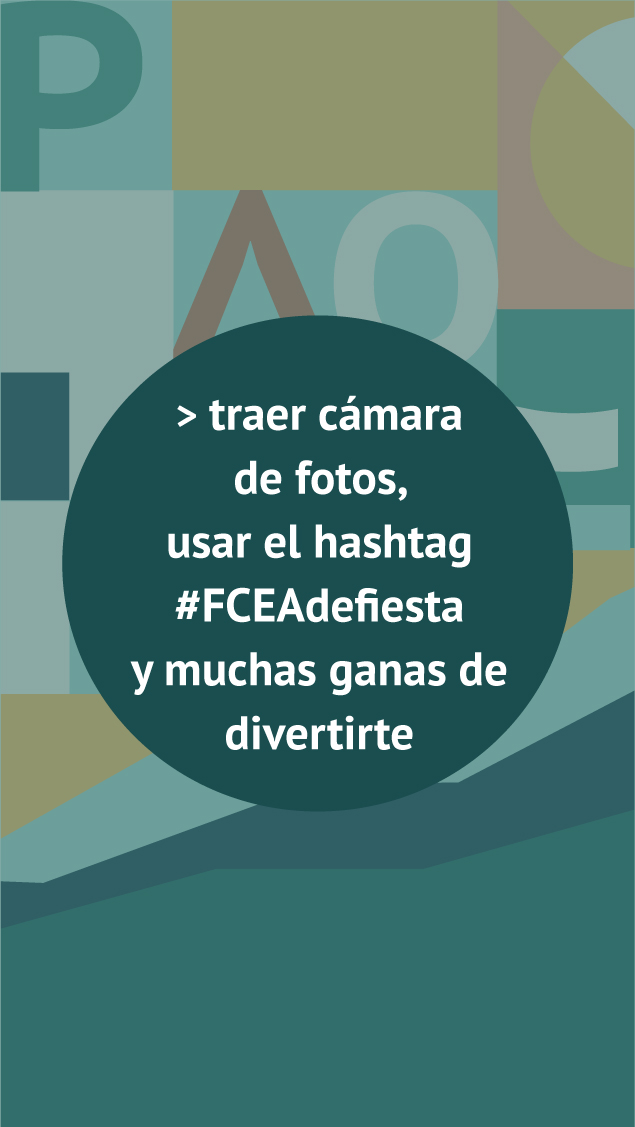 P
O
> traer cámara
de fotos,
usar el hashtag
#FCEAdefiesta
y muchas ganas de
divertirte